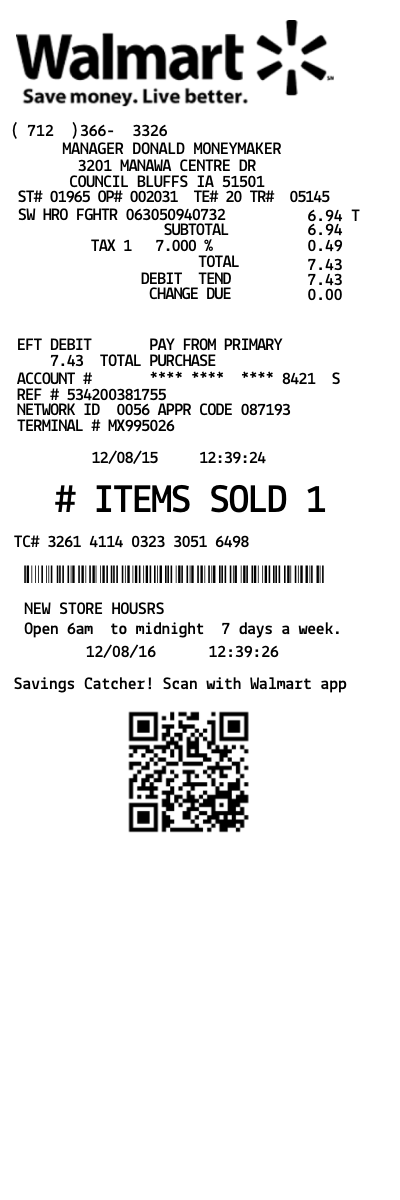 Walmart
Save money. Live better.
( 712 )366- 3326
MANAGER DONALD MONEYMAKER
3201 MANAWA CENTRE DR
COUNCIL BLUFFS IA 51501
ST# 01965 OP# 002031 TE# 20 TR# 05145
SW HRO FGHTR 063050940732 6.94 T
SUBTOTAL 6.94
TAX 1 7.000 % 0.49
TOTAL 7.43
DEBIT TEND 7.43
CHANGE DUE 0.00
EFT DEBIT PAY FROM PRIMARY
7.43 TOTAL PURCHASE
ACCOUNT # **** **** **** 8421 S
REF # 534200381755
NETWORK ID 0056 APPR CODE 087193
TERMINAL # MX995026
12/08/15 12:39:24
# ITEMS SOLD 1
TC# 3261 4114 0323 3051 6498
NEW STORE HOUSRS
Open 6am to midnight 7 days a week.
12/08/16 12:39:26
Savings Catcher! Scan with Walmart app